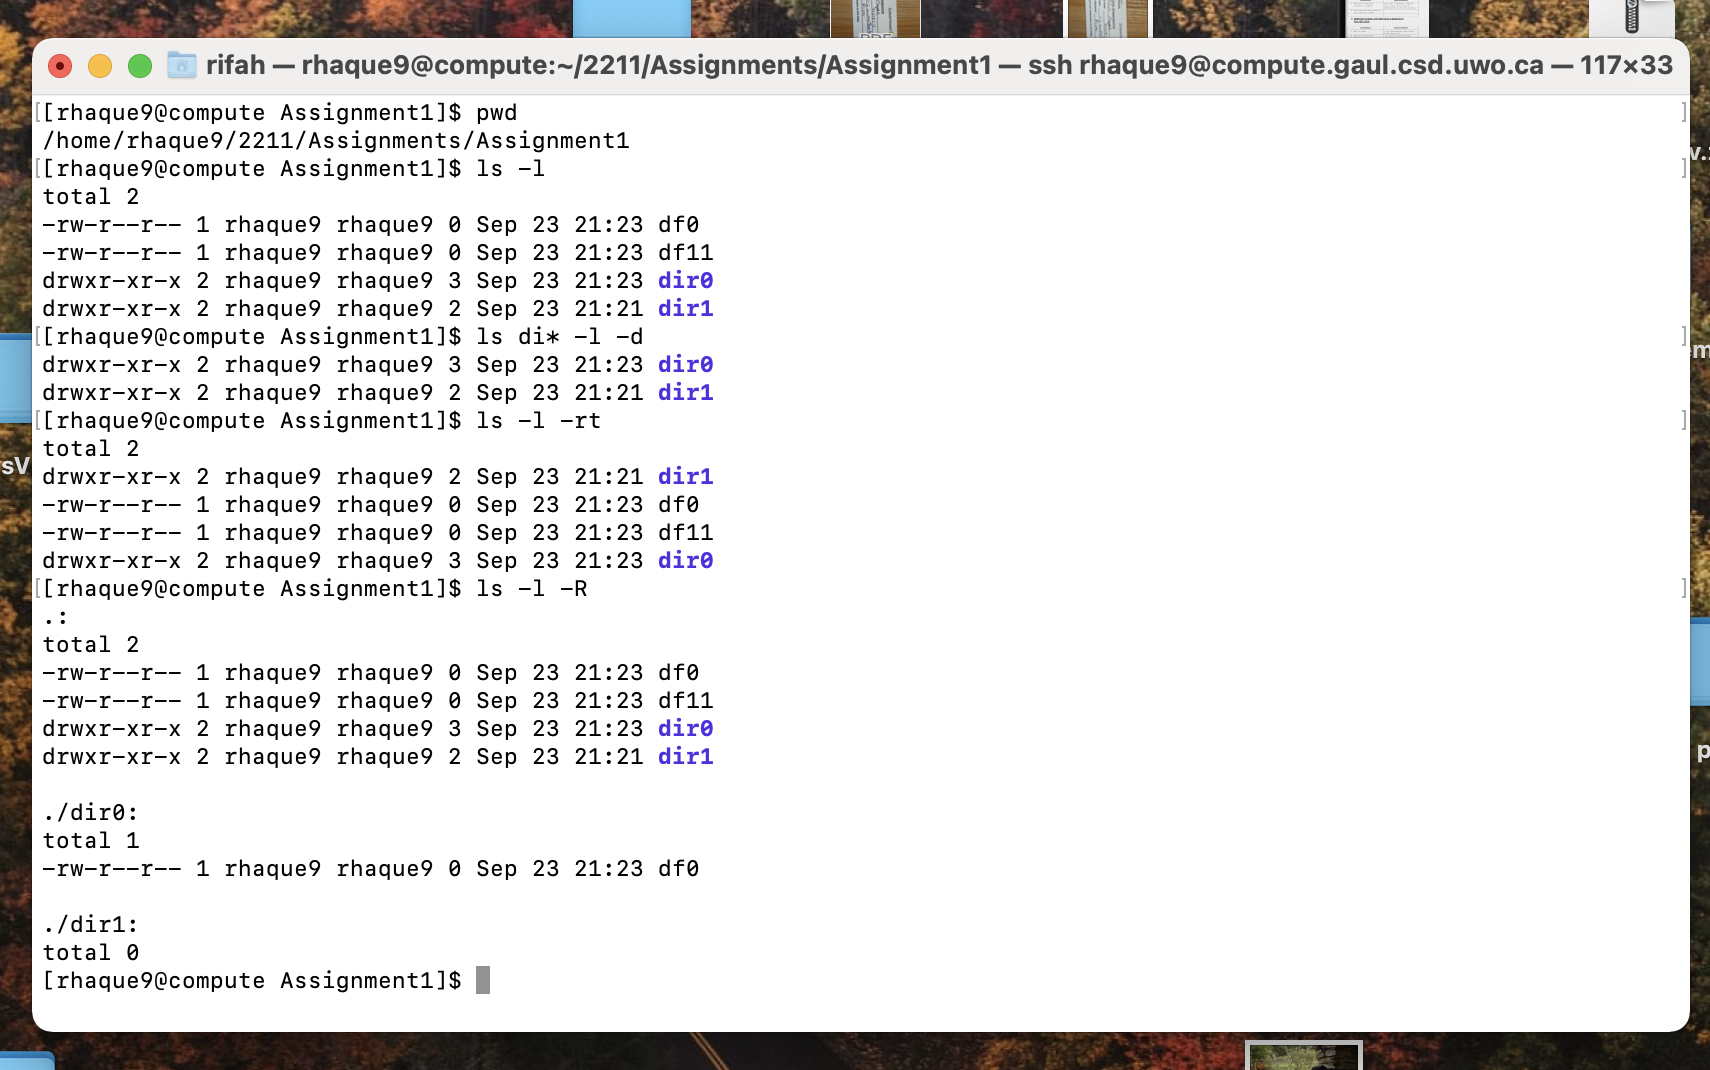 PDF
rifah — rhaque9@compute:~/2211/Assignments/Assignment1 — ssh rhaque9@compute.gaul.csd.uwo.ca — 117×33
[[rhaque9@compute Assignment1]$ pwd ]
/home/rhaque9/2211/Assignments/Assignment1
[[rhaque9@compute Assignment1]$ ls -l ]
total 2
-rw-r--r-- 1 rhaque9 rhaque9 0 Sep 23 21:23 df0
-rw-r--r-- 1 rhaque9 rhaque9 0 Sep 23 21:23 df11
drwxr-xr-x 2 rhaque9 rhaque9 3 Sep 23 21:23 dir0
drwxr-xr-x 2 rhaque9 rhaque9 2 Sep 23 21:21 dir1
[[rhaque9@compute Assignment1]$ ls di* -l -d ]
drwxr-xr-x 2 rhaque9 rhaque9 3 Sep 23 21:23 dir0
drwxr-xr-x 2 rhaque9 rhaque9 2 Sep 23 21:21 dir1
[[rhaque9@compute Assignment1]$ ls -l -rt ]
total 2
drwxr-xr-x 2 rhaque9 rhaque9 2 Sep 23 21:21 dir1
-rw-r--r-- 1 rhaque9 rhaque9 0 Sep 23 21:23 df0
-rw-r--r-- 1 rhaque9 rhaque9 0 Sep 23 21:23 df11
drwxr-xr-x 2 rhaque9 rhaque9 3 Sep 23 21:23 dir0
[[rhaque9@compute Assignment1]$ ls -l -R ]
.:
total 2
-rw-r--r-- 1 rhaque9 rhaque9 0 Sep 23 21:23 df0
-rw-r--r-- 1 rhaque9 rhaque9 0 Sep 23 21:23 df11
drwxr-xr-x 2 rhaque9 rhaque9 3 Sep 23 21:23 dir0
drwxr-xr-x 2 rhaque9 rhaque9 2 Sep 23 21:21 dir1
./dir0:
total 1
-rw-r--r-- 1 rhaque9 rhaque9 0 Sep 23 21:23 df0
./dir1:
total 0
[rhaque9@compute Assignment1]$